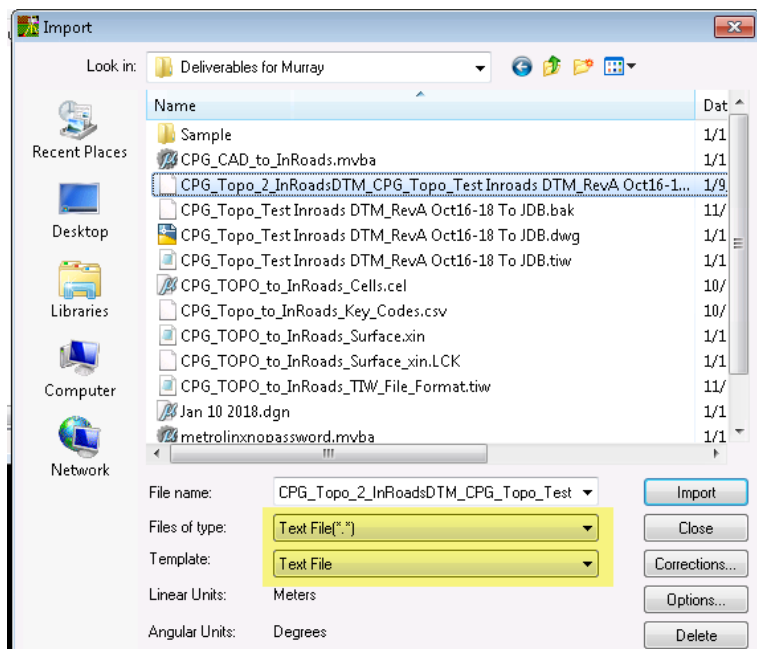 Import
Look in: Deliverables for Murray
Recent Places
Desktop
Libraries
Computer
Network
Name Dat
Sample 1/1
CPG_CAD_to_InRoads.mvba 1/1
CPG_Topo_2_InRoadsDTM_CPG_Topo_Test Inroads DTM_RevA Oct16-1... 1/9
CPG_Topo_Test Inroads DTM_RevA Oct16-18 To JDB.bak 11/
CPG_Topo_Test Inroads DTM_RevA Oct16-18 To JDB.dwg 1/1
CPG_Topo_Test Inroads DTM_RevA Oct16-18 To JDB.tiw 1/1
CPG_TOPO_to_InRoads_Cells.cel 10/
CPG_Topo_to_InRoads_Key_Codes.csv 10/
CPG_TOPO_to_InRoads_Surface.xin 1/1
CPG_TOPO_to_InRoads_Surface_xin.LCK 1/1
CPG_TOPO_to_InRoads_TIW_File_Format.tiw 11/
Jan 10 2018.dgn 1/1
metrolinxnopassword.mvba 1/1
File name: CPG_Topo_2_InRoadsDTM_CPG_Topo_Test Import
Files of type: Text File(*.*) Close
Template: Text File Corrections...
Linear Units: Meters Options...
Angular Units: Degrees Delete